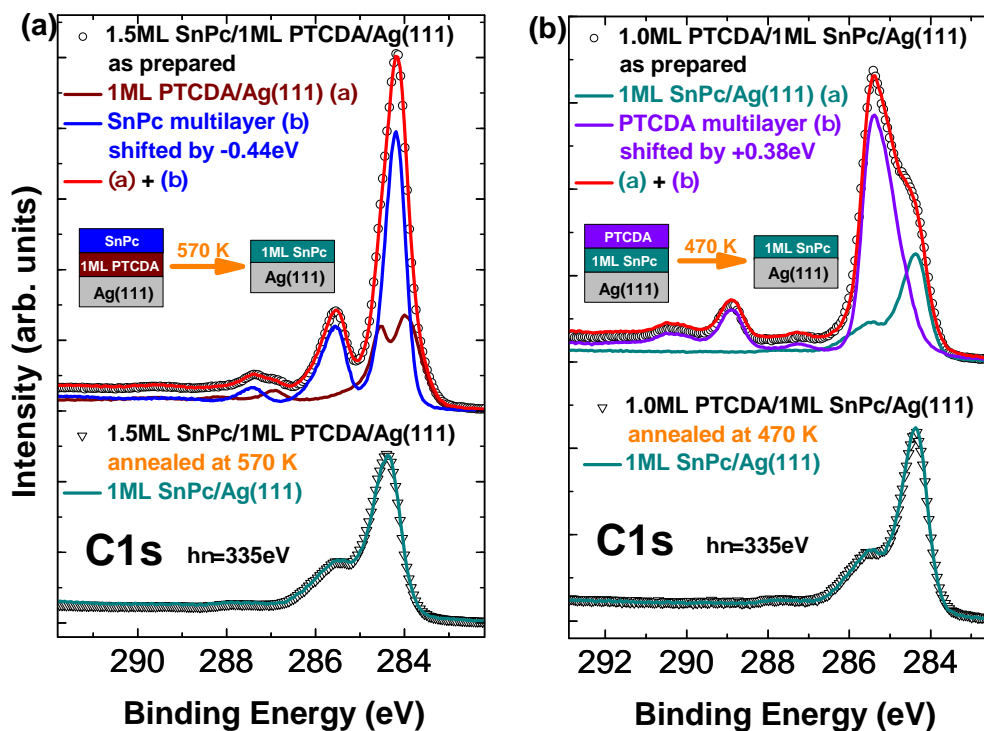 (a)
1.5ML SnPc/1ML PTCDA/Ag(111)
as prepared
1ML PTCDA/Ag(111) (a)
SnPc multilayer (b)
shifted by -0.44eV
(a) + (b)
SnPc
1ML PTCDA
Ag(111)
570 K
1ML SnPc
Ag(111)
1.5ML SnPc/1ML PTCDA/Ag(111)
annealed at 570 K
1ML SnPc/Ag(111)
C1s hn=335eV
290 288 286 284
Binding Energy (eV)
Intensity (arb. units)
(b)
1.0ML PTCDA/1ML SnPc/Ag(111)
as prepared
1ML SnPc/Ag(111) (a)
PTCDA multilayer (b)
shifted by +0.38eV
(a) + (b)
PTCDA
1ML SnPc
Ag(111)
470 K
1ML SnPc
Ag(111)
1.0ML PTCDA/1ML SnPc/Ag(111)
annealed at 470 K
1ML SnPc/Ag(111)
C1s hn=335eV
292 290 288 286 284
Binding Energy (eV)